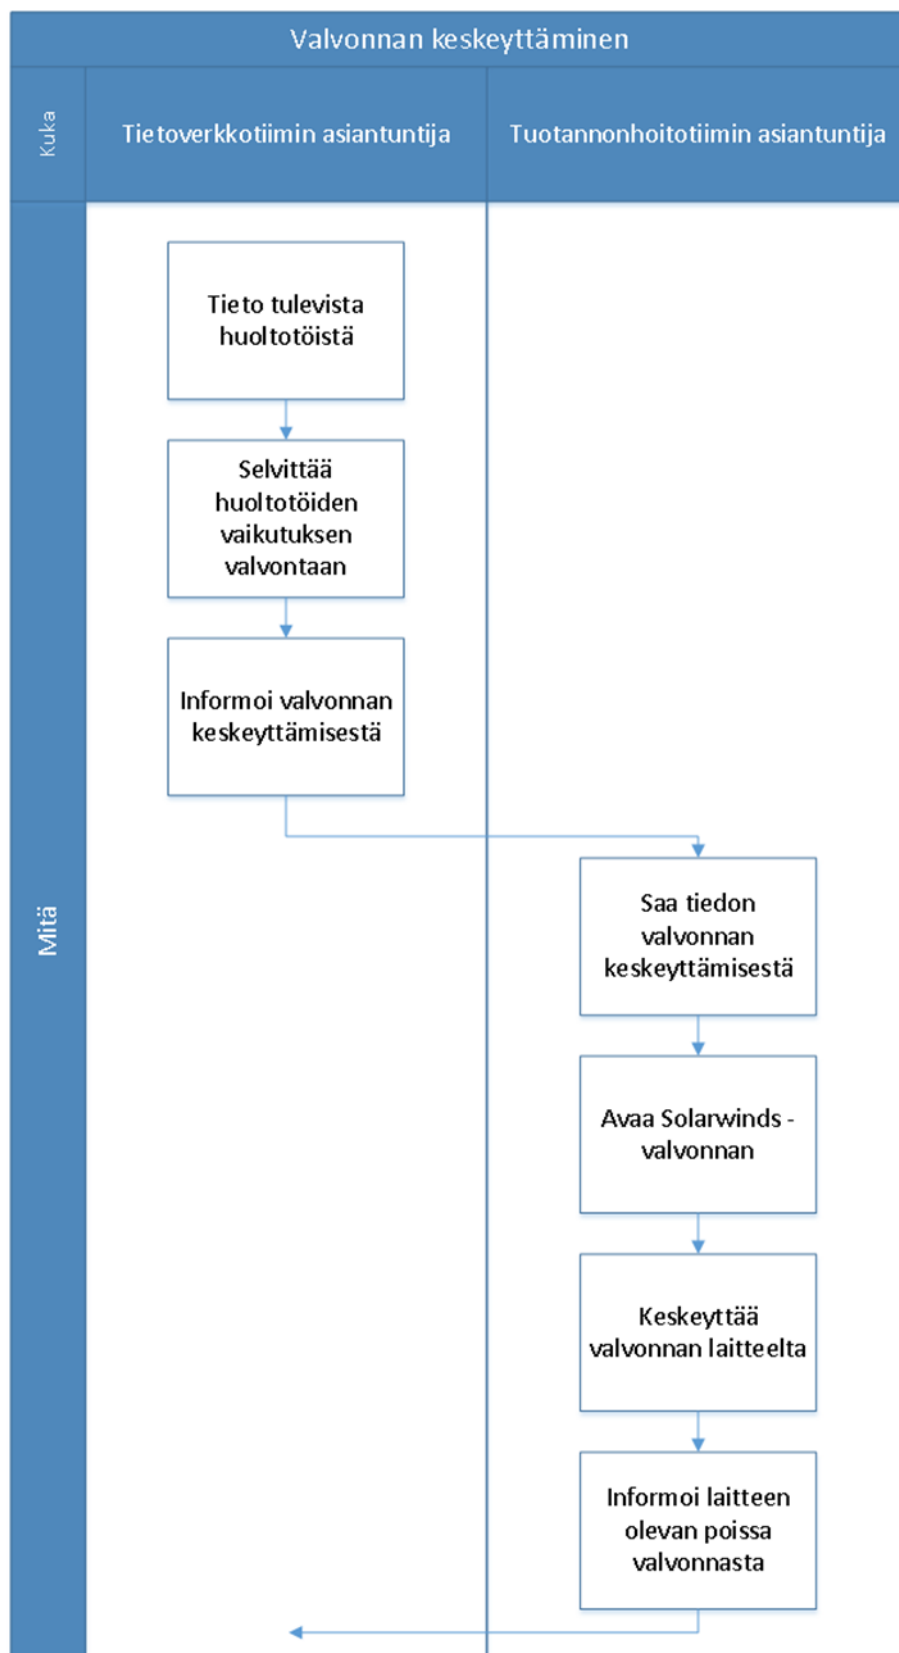 Valvonnan keskeyttäminen
Kuka
Tietoverkkotiimin asiantuntija
Tuotannonhoitotiimin asiantuntija
Mitä
Tieto tulevista
huoltotöistä
Selvittää
huoltotöiden
vaikutuksen
valvontaan
Informoi valvonnan
keskeyttämisestä
Saa tiedon
valvonnan
keskeyttämisestä
Avaa Solarwinds -
valvonnan
Keskeyttää
valvonnan laitteelta
Informoi laitteen
olevan poissa
valvonnasta